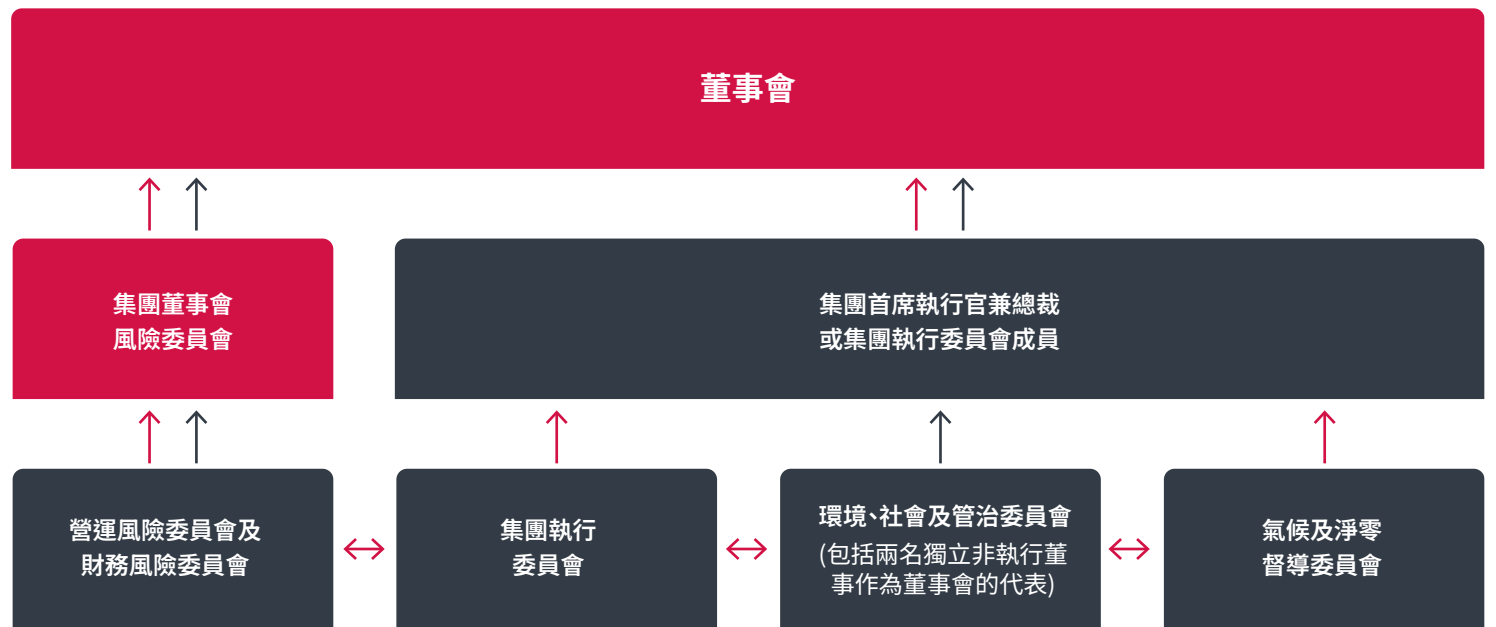 董事會
集團董事會
風險委員會
集團首席執行官兼總裁
或集團執行委員會成員
營運風險委員會及
財務風險委員會
集團執行
委員會
環境、社會及管治委員會
(包括兩名獨立非執行董
事作為董事會的代表)
氣候及淨零
督導委員會